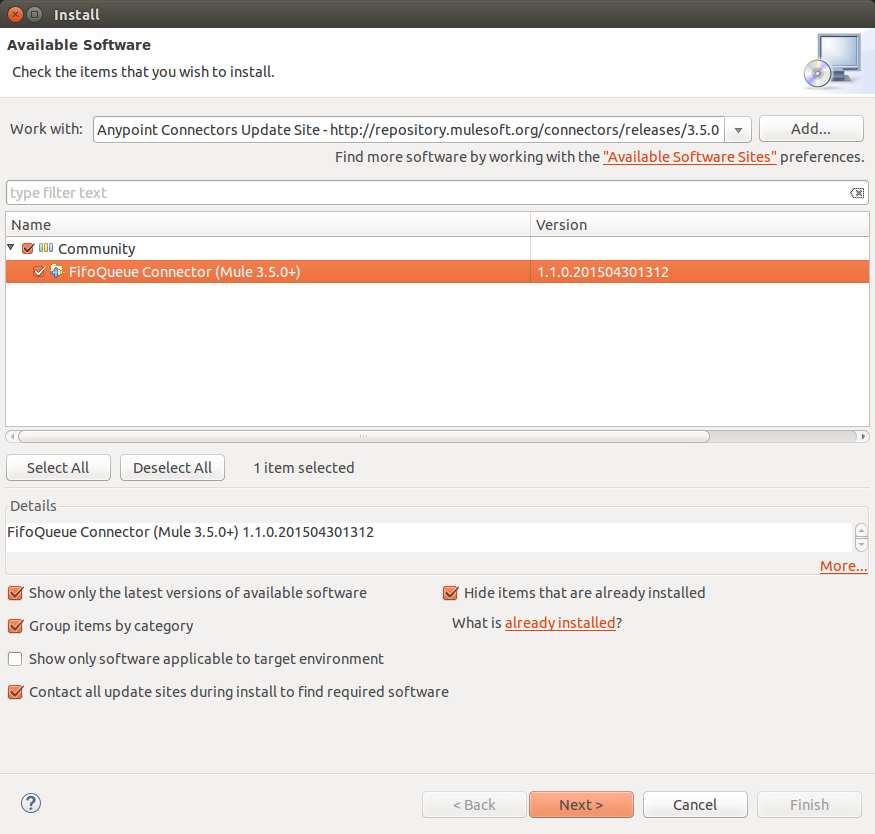 Install
Available Software
Check the items that you wish to install.
Work with: Anypoint Connectors Update Site - http://repository.mulesoft.org/connectors/releases/3.5.0 Add...
Find more software by working with the "Available Software Sites" preferences.
type filter text
Name Version
Community
FifoQueue Connector (Mule 3.5.0+) 1.1.0.201504301312
Select All Deselect All 1 item selected
Details
FifoQueue Connector (Mule 3.5.0+) 1.1.0.201504301312
More...
Show only the latest versions of available software Hide items that are already installed
Group items by category What is already installed?
Show only software applicable to target environment
Contact all update sites during install to find required software
? < Back Next > Cancel Finish